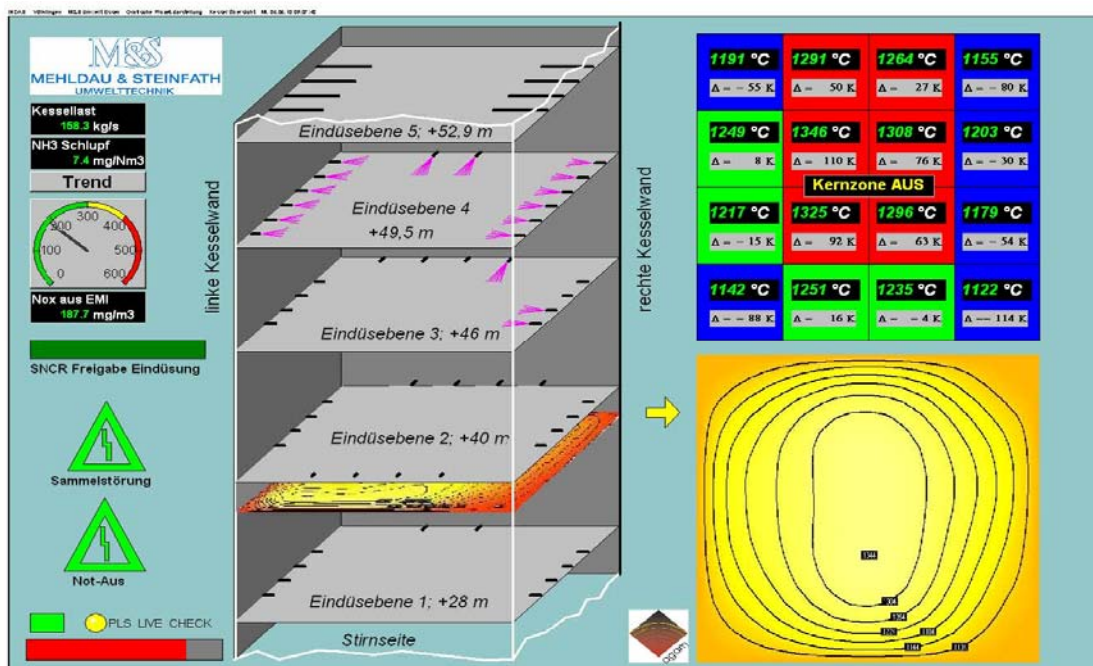 M&S
MEHLDAU & STEINFATH
UMWELTTECHNIK
Kessellast
158.3 kg/s
NH3 Schlupf
7.4 mg/Nm3
Trend
0 100 200 300 400 500 600
Nox aus EMI
187.7 mg/m3
SNCR Freigabe Eindüsung
Sammelstörung
Not-Aus
PLS LIVE CHECK
linke Kesselwand
Eindüsebene 5; +52,9 m
Eindüsebene 4
+49,5 m
Eindüsebene 3; +46 m
Eindüsebene 2; +40 m
Eindüsebene 1; +28 m
Stirnseite
rechte Kesselwand
agam
1191 °C 1291 °C 1264 °C 1155 °C
Δ = - 55 K Δ = 50 K Δ = 27 K Δ = - 80 K
1249 °C 1346 °C 1308 °C 1203 °C
Δ = 8 K Δ = 110 K Δ = 76 K Δ = - 30 K
Kernzone AUS
1217 °C 1325 °C 1296 °C 1179 °C
Δ = - 15 K Δ = 92 K Δ = 63 K Δ = - 54 K
1142 °C 1251 °C 1235 °C 1122 °C
Δ = - 88 K Δ = 16 K Δ = - 4 K Δ = - 114 K
1344